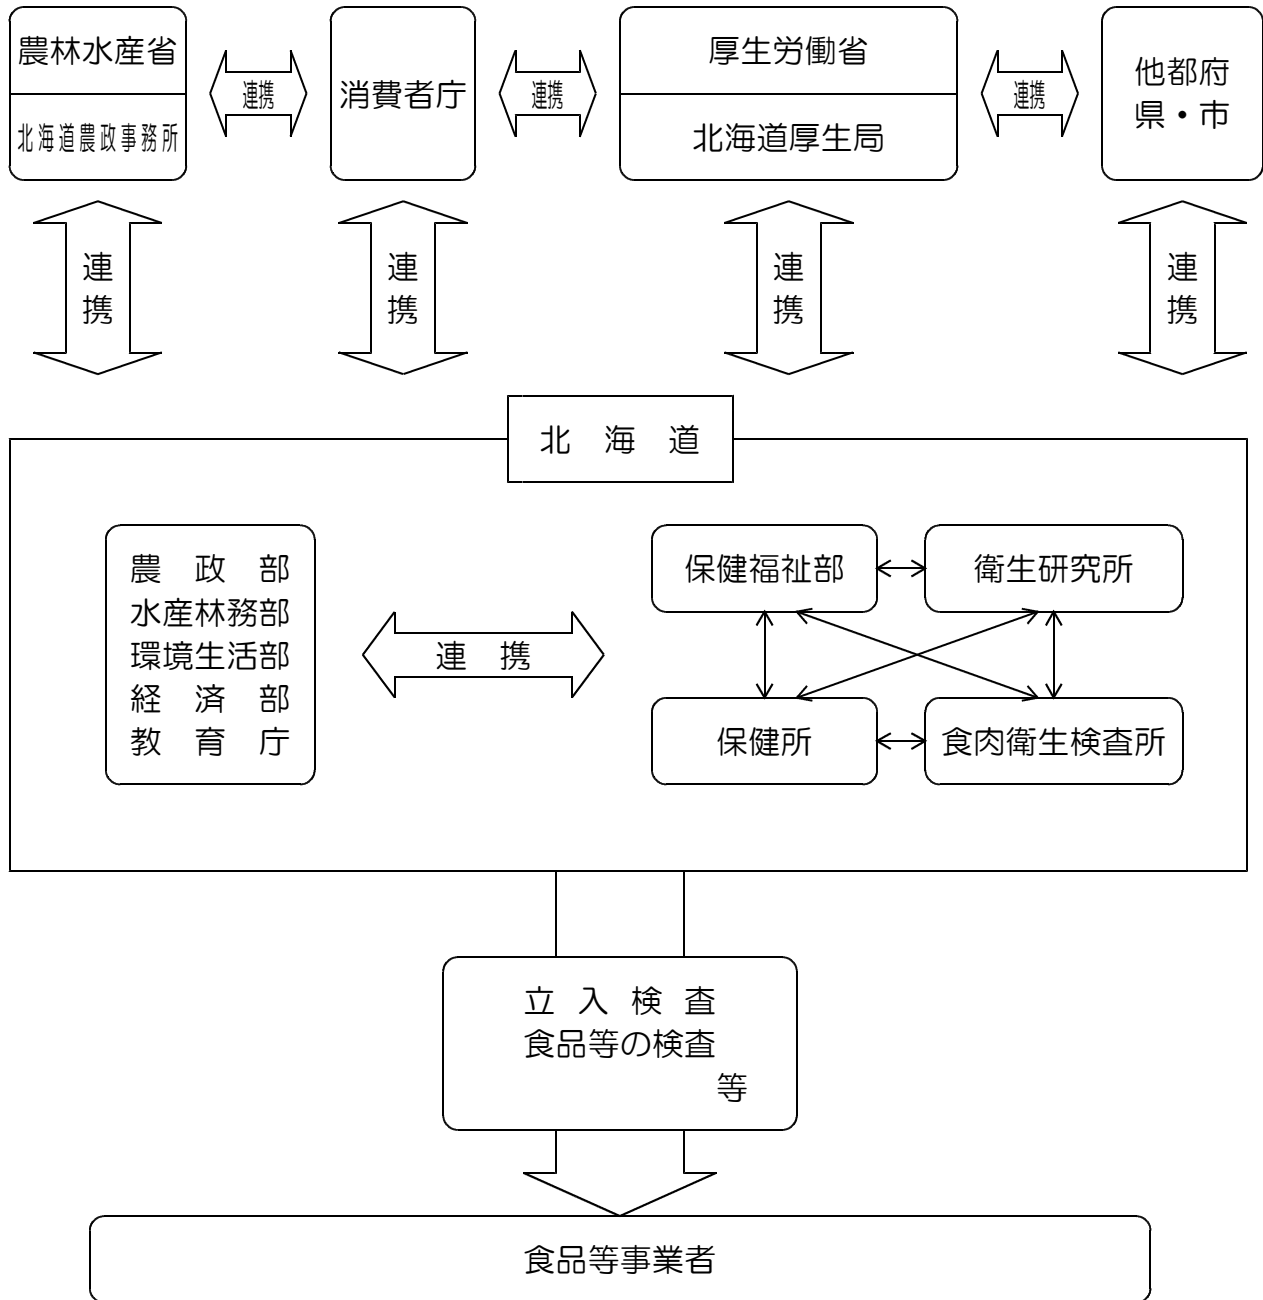 農林水産省
北海道農政事務所
連携
消費者庁
連携
厚生労働省
北海道厚生局
連携
他都府
県・市
連
携
連
携
連
携
連
携
北　海　道
農　政　部
水産林務部
環境生活部
経　済　部
教　育　庁
連　携
保健福祉部
衛生研究所
保健所
食肉衛生検査所
立 入 検 査
食品等の検査
等
食品等事業者